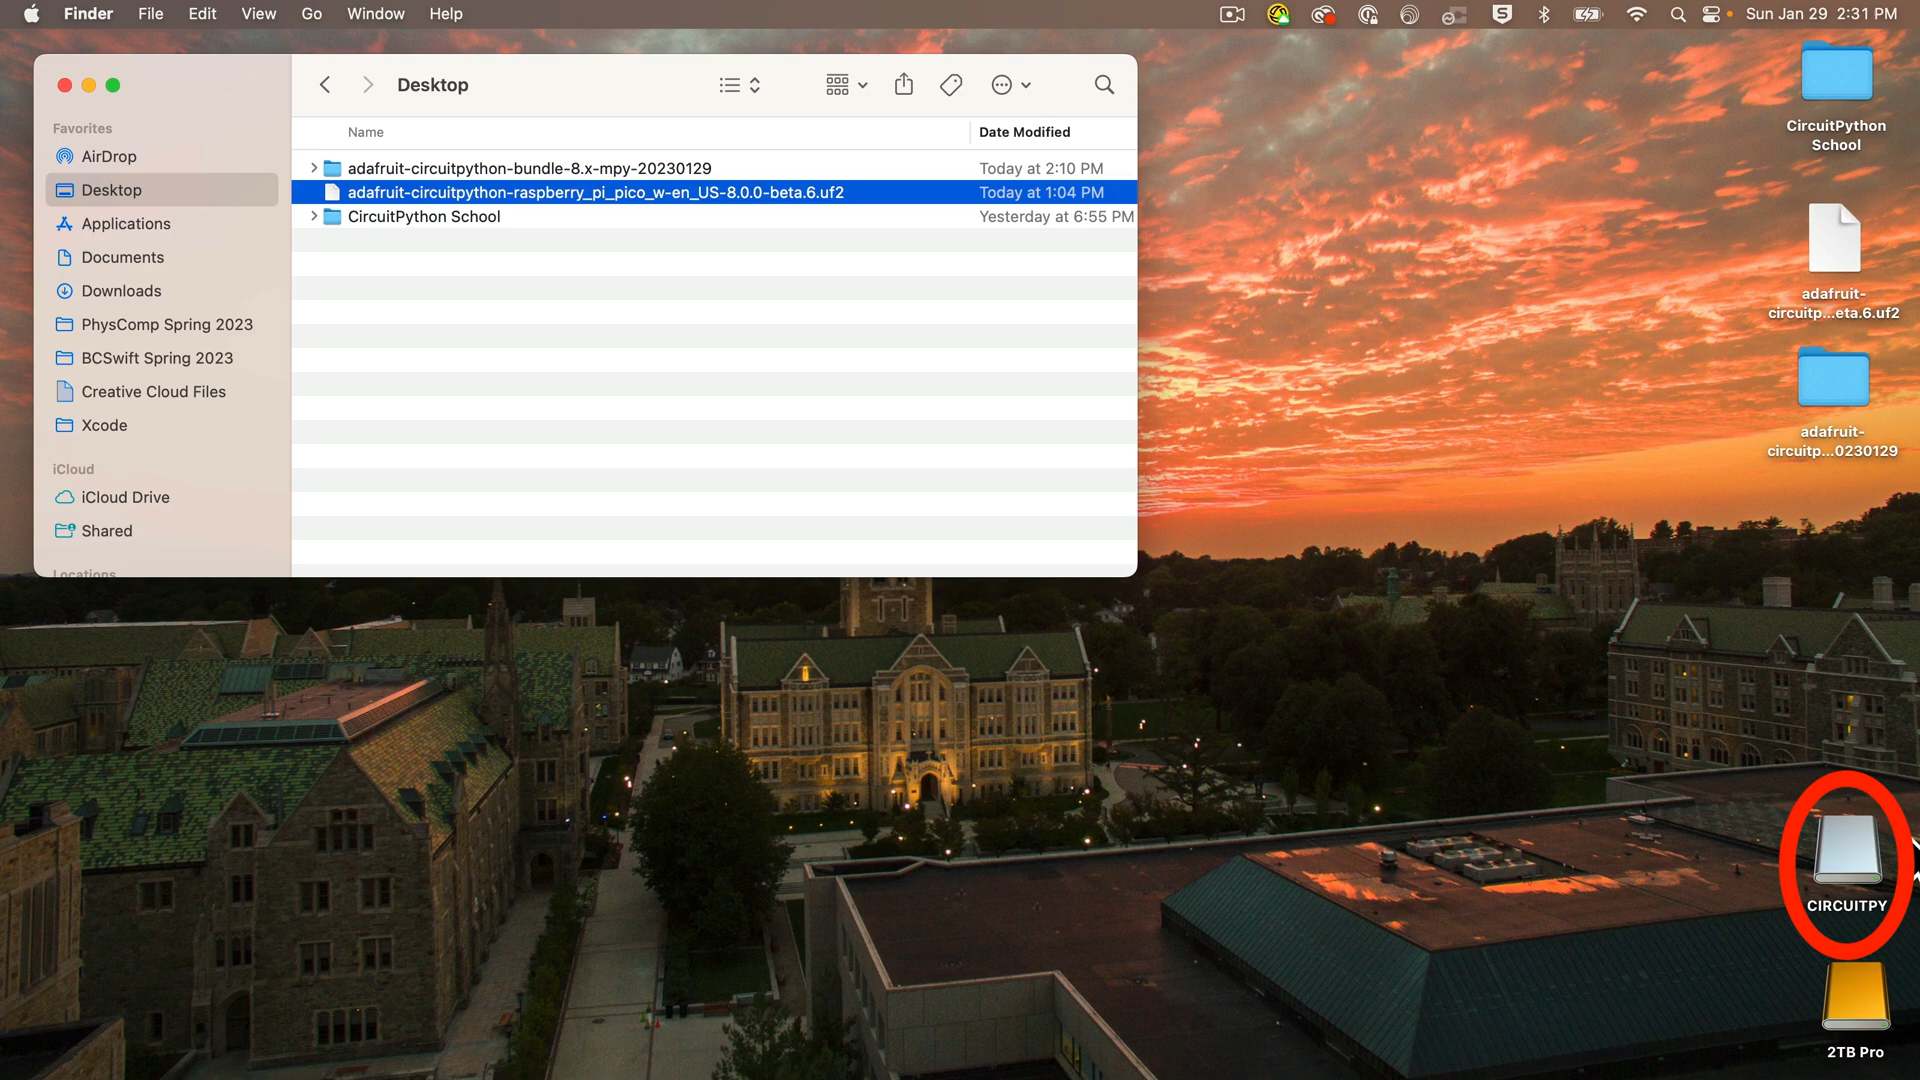 Finder File Edit View Go Window Help
Sun Jan 29 2:31 PM
Desktop
Favorites
AirDrop
Desktop
Applications
Documents
Downloads
PhysComp Spring 2023
BCSwift Spring 2023
Creative Cloud Files
Xcode
iCloud
iCloud Drive
Shared
Locations
Name Date Modified
adafruit-circuitpython-bundle-8.x-mpy-20230129 Today at 2:10 PM
adafruit-circuitpython-raspberry_pi_pico_w-en_US-8.0.0-beta.6.uf2 Today at 1:04 PM
CircuitPython School Yesterday at 6:55 PM
CircuitPython
School
adafruit-
circuitp...eta.6.uf2
adafruit-
circuitp...0230129
CIRCUITPY
2TB Pro